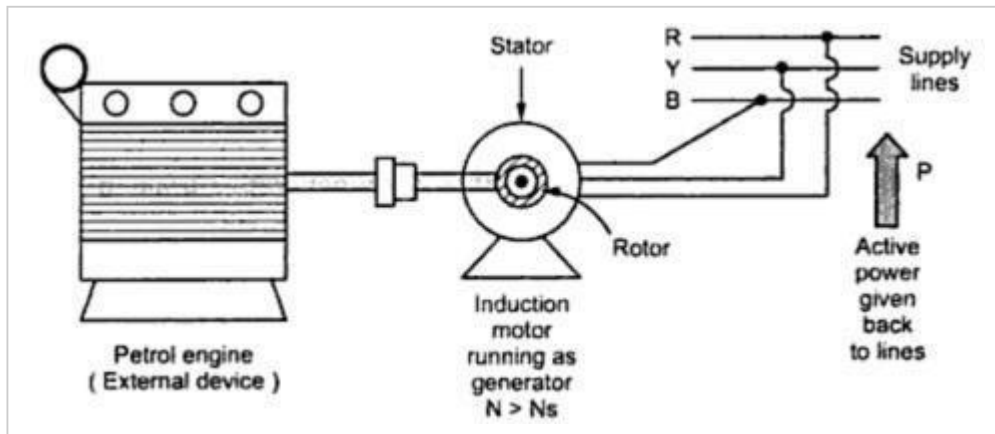 Stator
R
Y
B
Supply
lines
P
Rotor
Active
power
given
back
to lines
Induction
motor
running as
generator
N > Ns
Petrol engine
( External device )